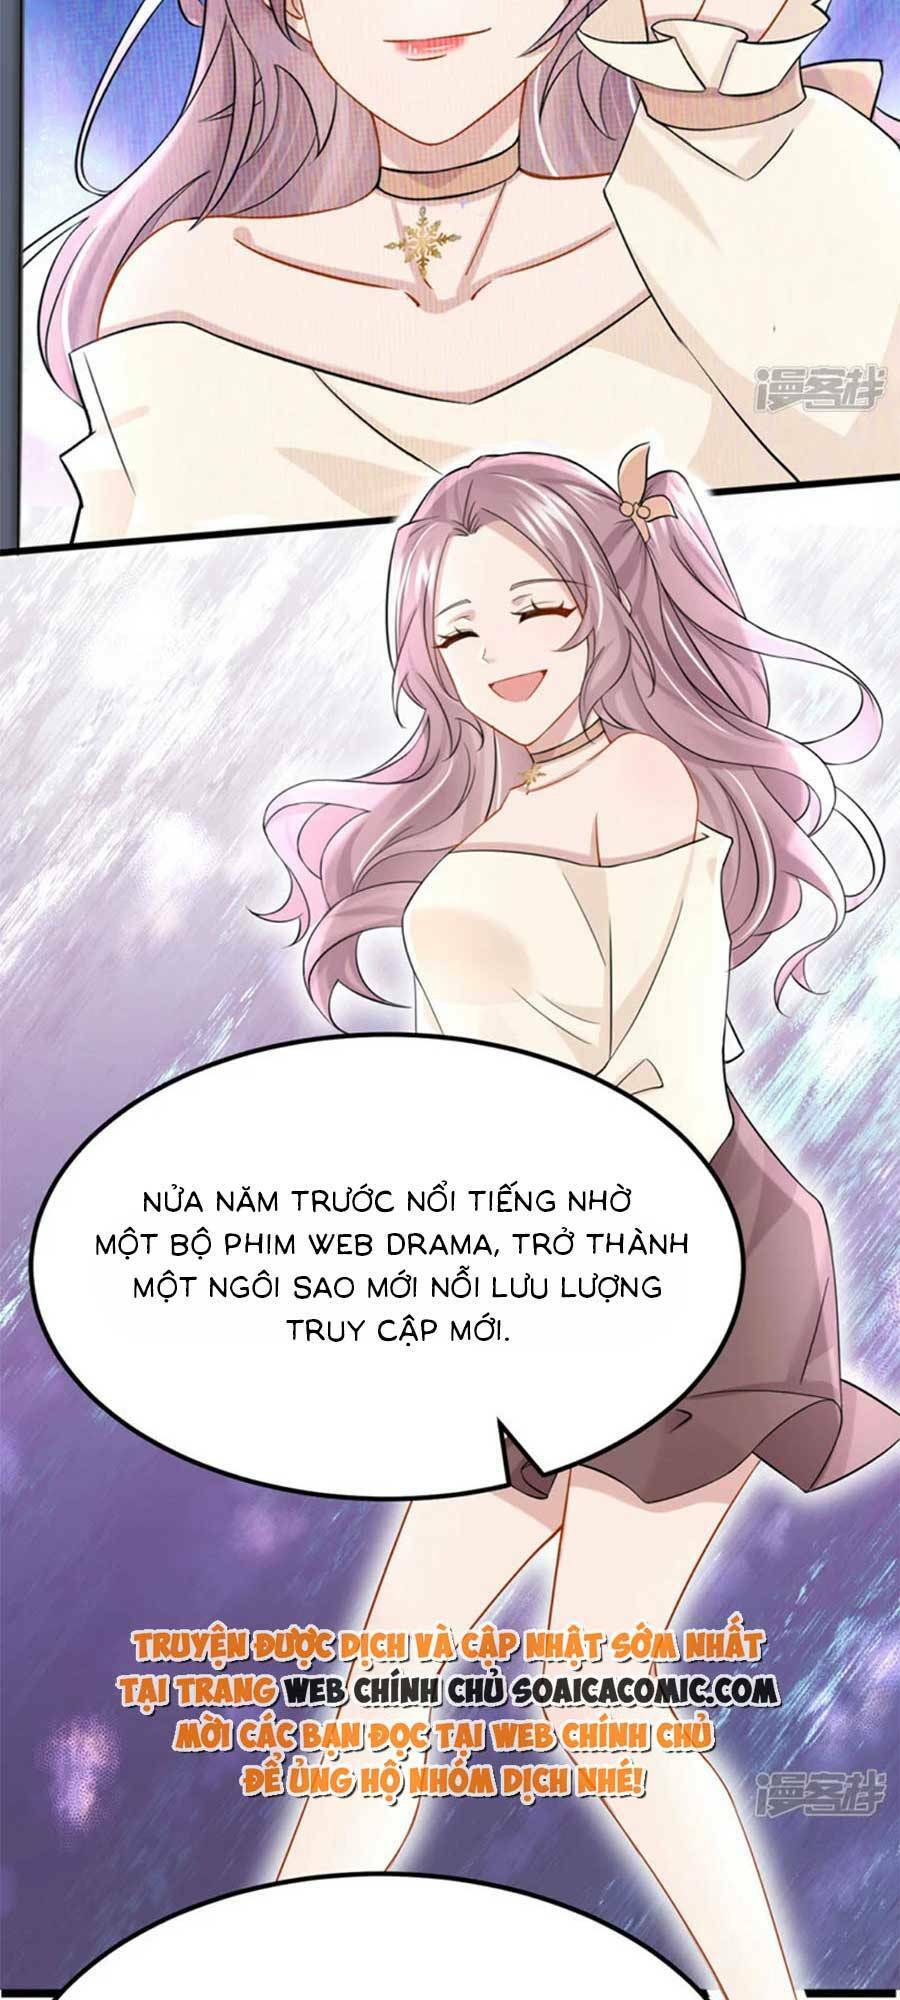 漫客栈
NỬA NĂM TRƯỚC NỔI TIẾNG NHỜ
MỘT BỘ PHIM WEB DRAMA, TRỞ THÀNH
MỘT NGÔI SAO MỚI NỔI LƯU LƯỢNG
TRUY CẬP MỚI.
TRUYỆN ĐƯỢC DỊCH VÀ CẬP NHẬT SỚM NHẤT
TẠI TRANG WEB CHÍNH CHỦ SOAICACOMIC.COM
MỜI CÁC BẠN ĐỌC TẠI WEB CHÍNH CHỦ
ĐỂ ỦNG HỘ NHÓM DỊCH NHÉ!
漫客栈